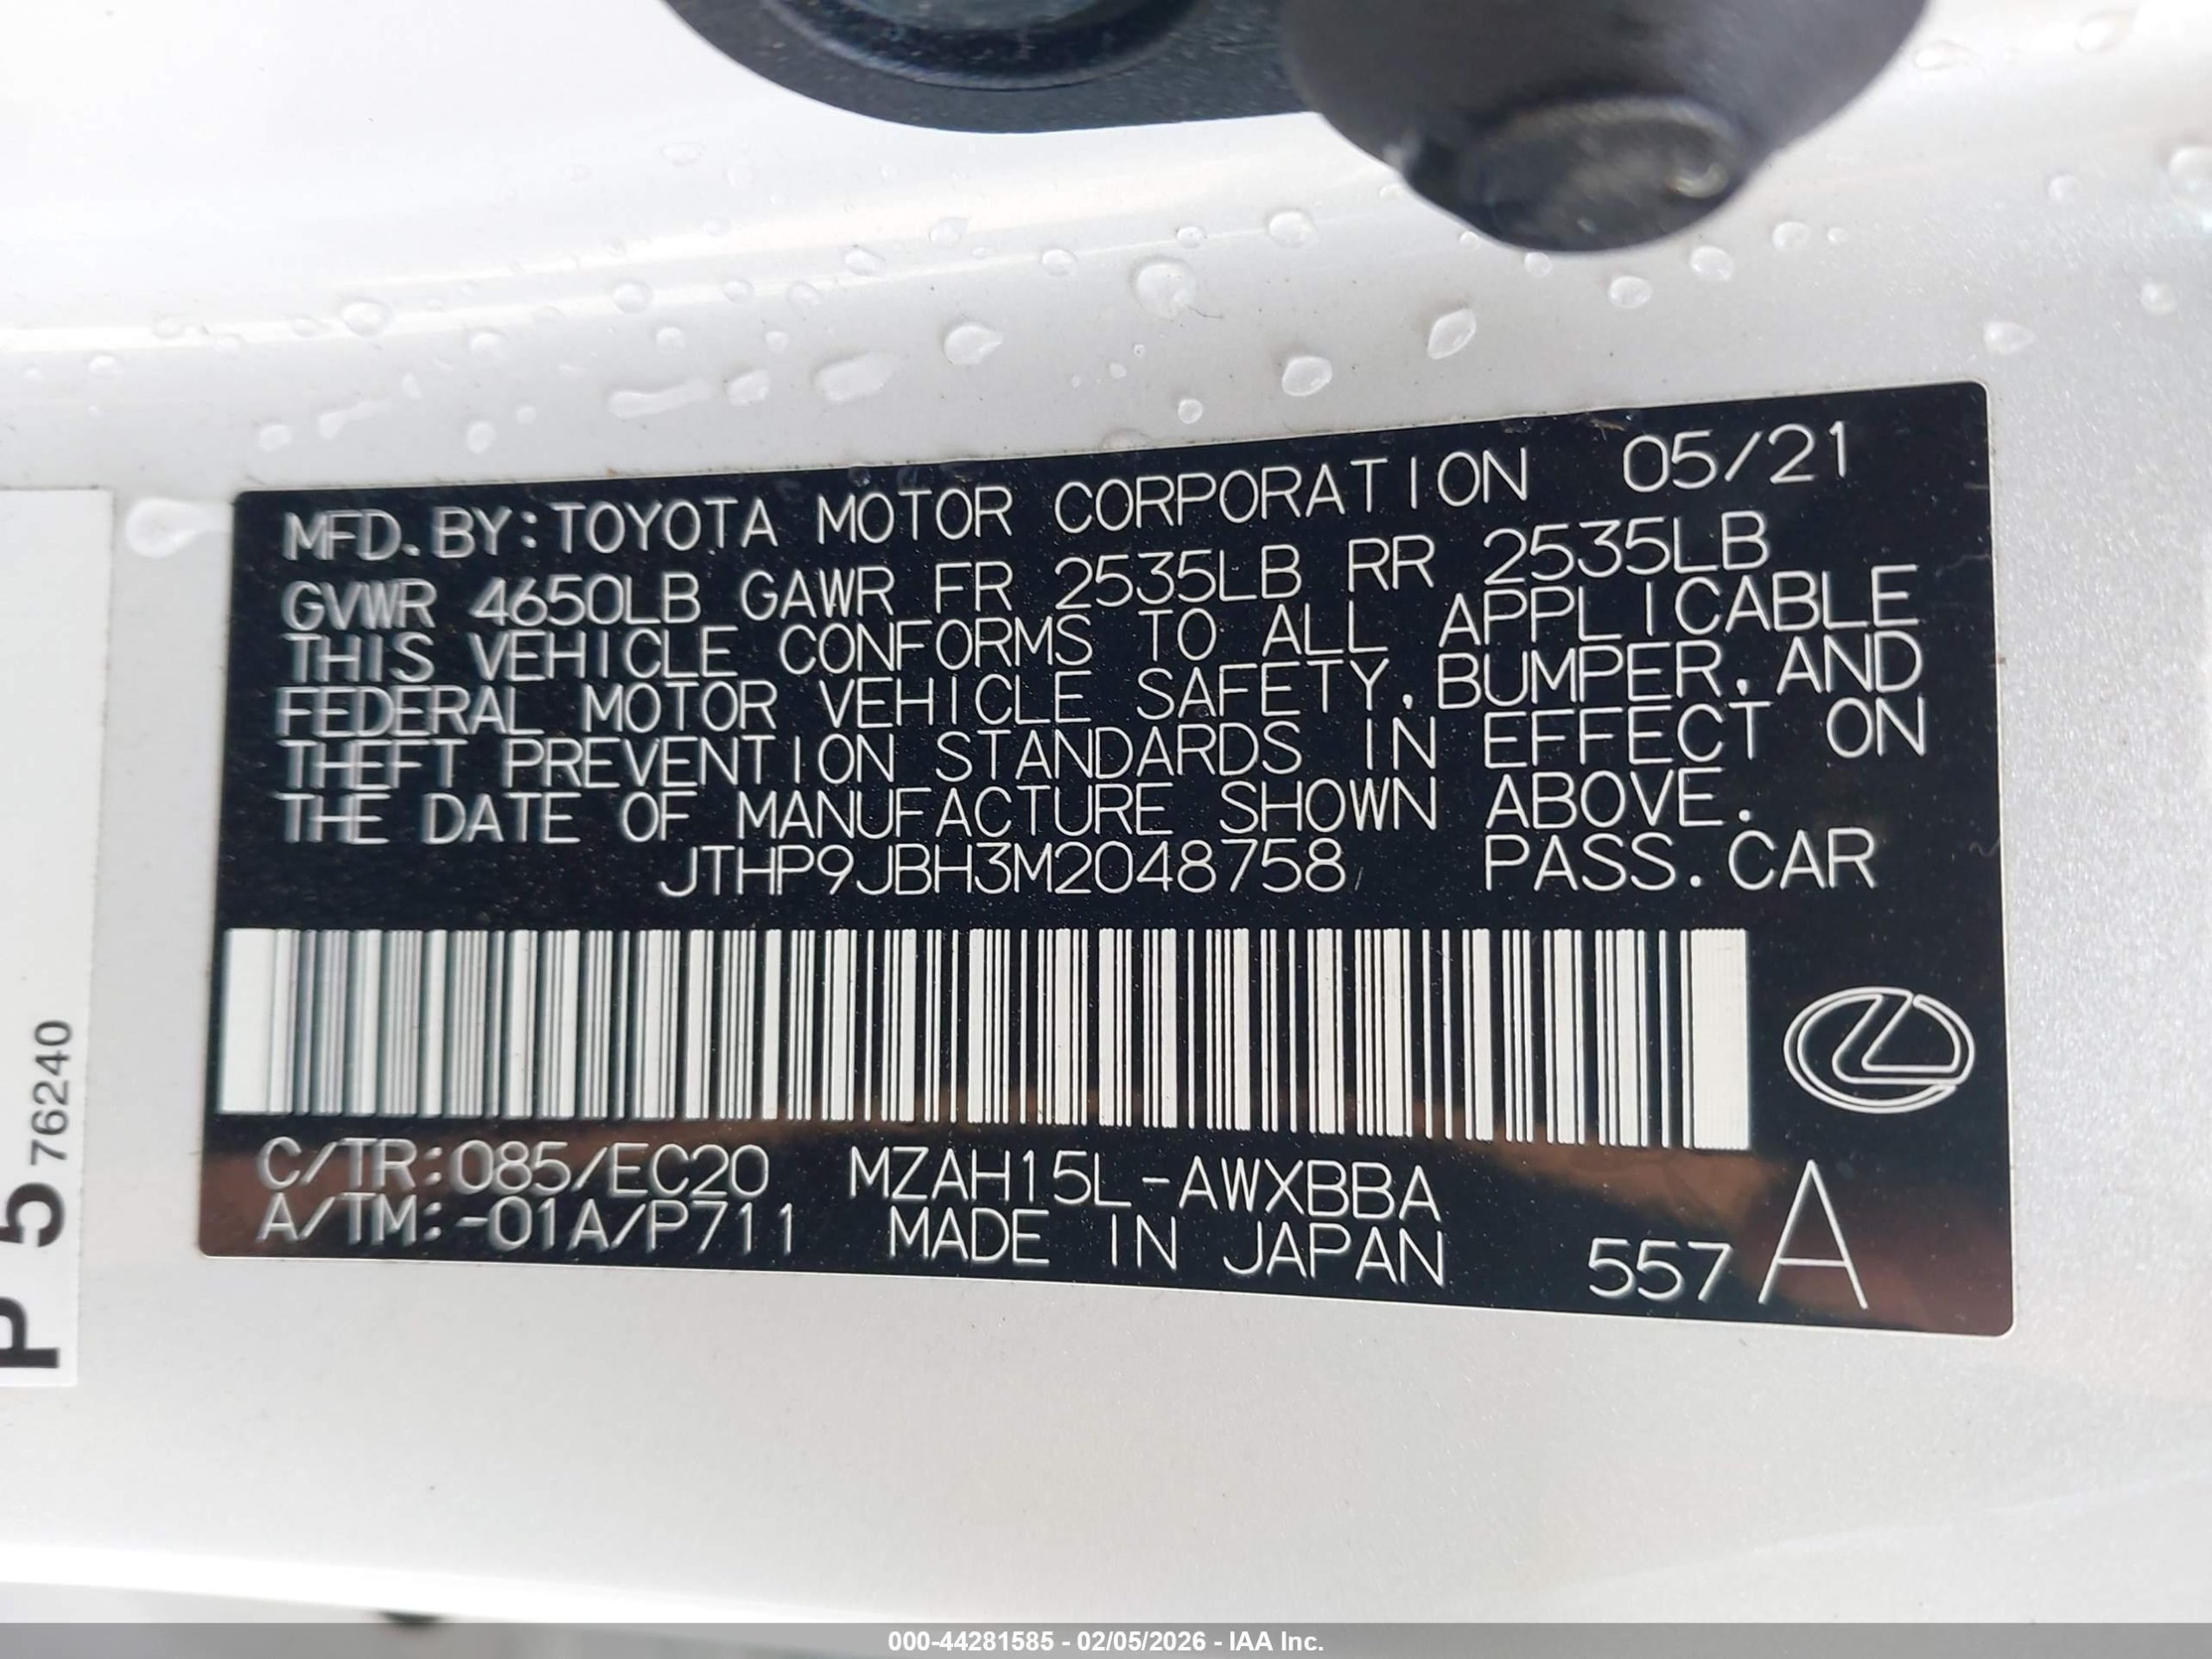 MFD.BY:TOYOTA MOTOR CORPORATION 05/21
GVWR 4650LB GAWR FR 2535LB RR 2535LB
THIS VEHICLE CONFORMS TO ALL APPLICABLE
FEDERAL MOTOR VEHICLE SAFETY, BUMPER, AND
THEFT PREVENTION STANDARDS IN EFFECT ON
THE DATE OF MANUFACTURE SHOWN ABOVE.
JTHP9JBH3M2048758 PASS.CAR
C/TR:085/EC20 MZAH15L-AWXBBA
A/TM:-01A/P711 MADE IN JAPAN 557 A
P 5 76240
000-44281585 - 02/05/2026 - IAA Inc.